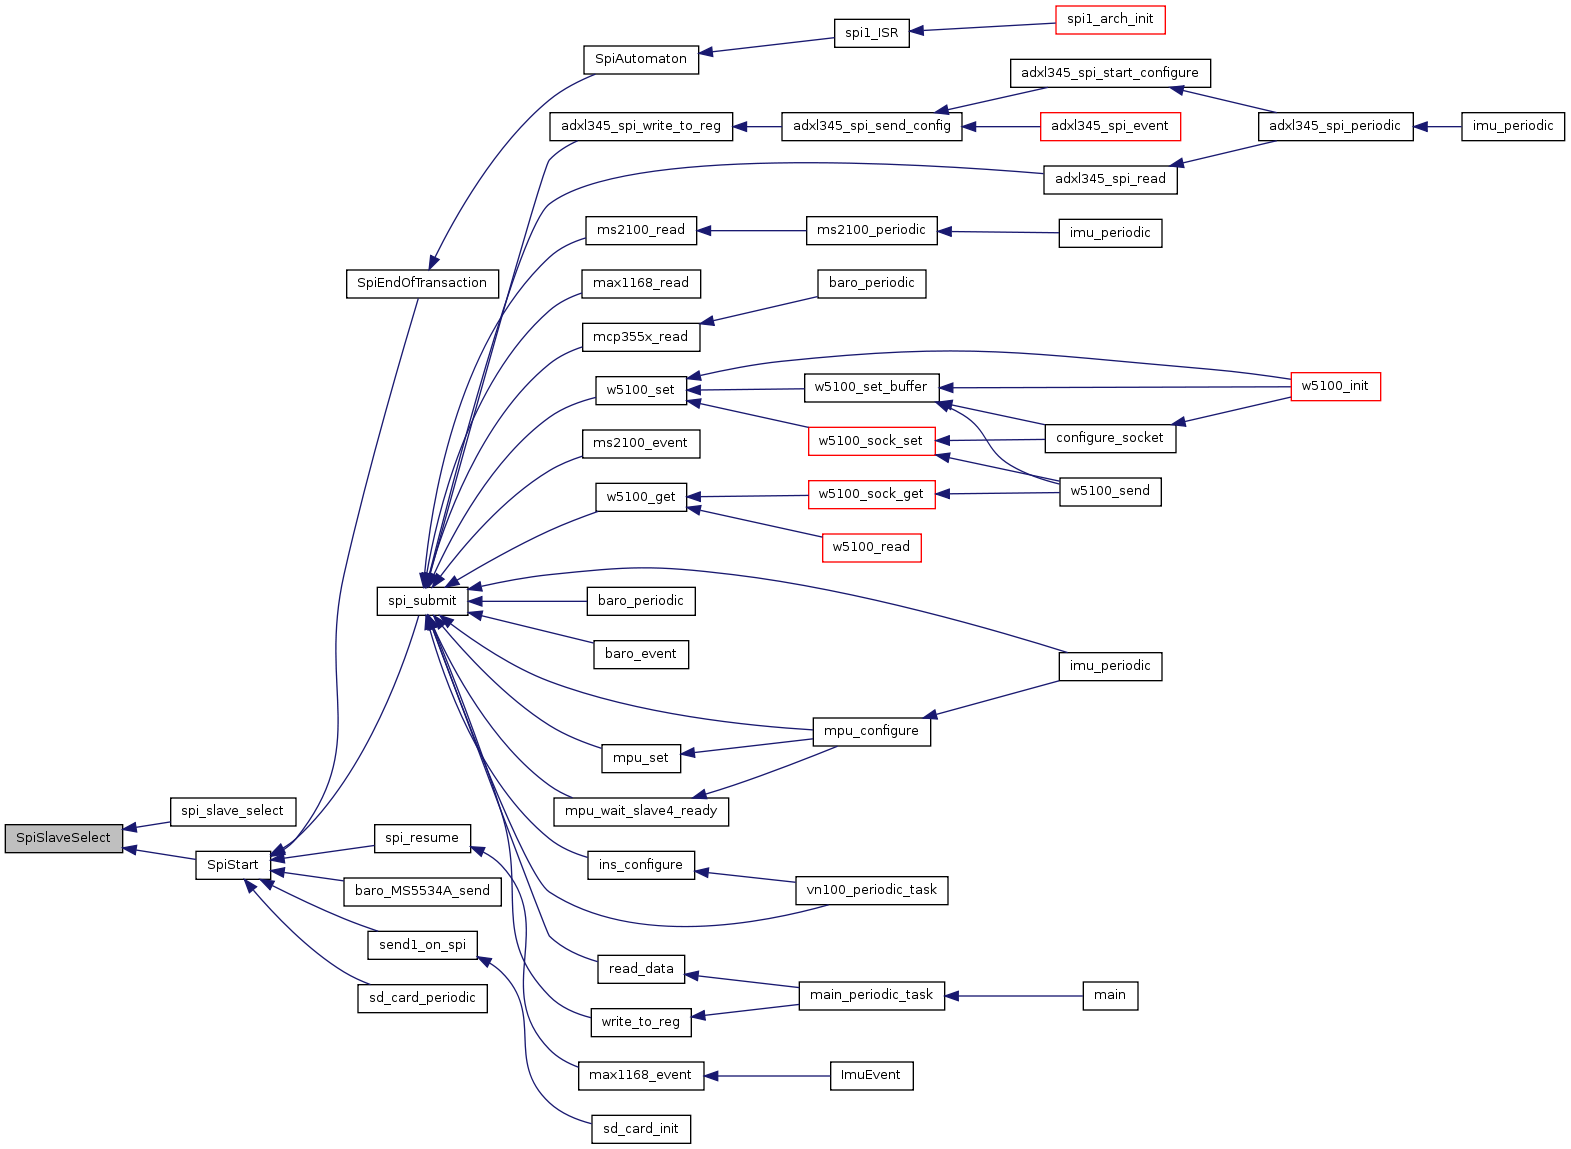 spi1_arch_init
spi1_ISR
SpiAutomaton
adxl345_spi_start_configure
adxl345_spi_write_to_reg
adxl345_spi_send_config
adxl345_spi_event
adxl345_spi_periodic
imu_periodic
adxl345_spi_read
ms2100_read
ms2100_periodic
imu_periodic
SpiEndOfTransaction
max1168_read
baro_periodic
mcp355x_read
w5100_set
w5100_set_buffer
w5100_init
ms2100_event
w5100_sock_set
configure_socket
w5100_get
w5100_sock_get
w5100_send
w5100_read
spi_submit
baro_periodic
baro_event
imu_periodic
mpu_configure
mpu_set
mpu_wait_slave4_ready
spi_slave_select
SpiSlaveSelect
spi_resume
SpiStart
ins_configure
baro_MS5534A_send
vn100_periodic_task
send1_on_spi
read_data
sd_card_periodic
main_periodic_task
main
write_to_reg
max1168_event
ImuEvent
sd_card_init